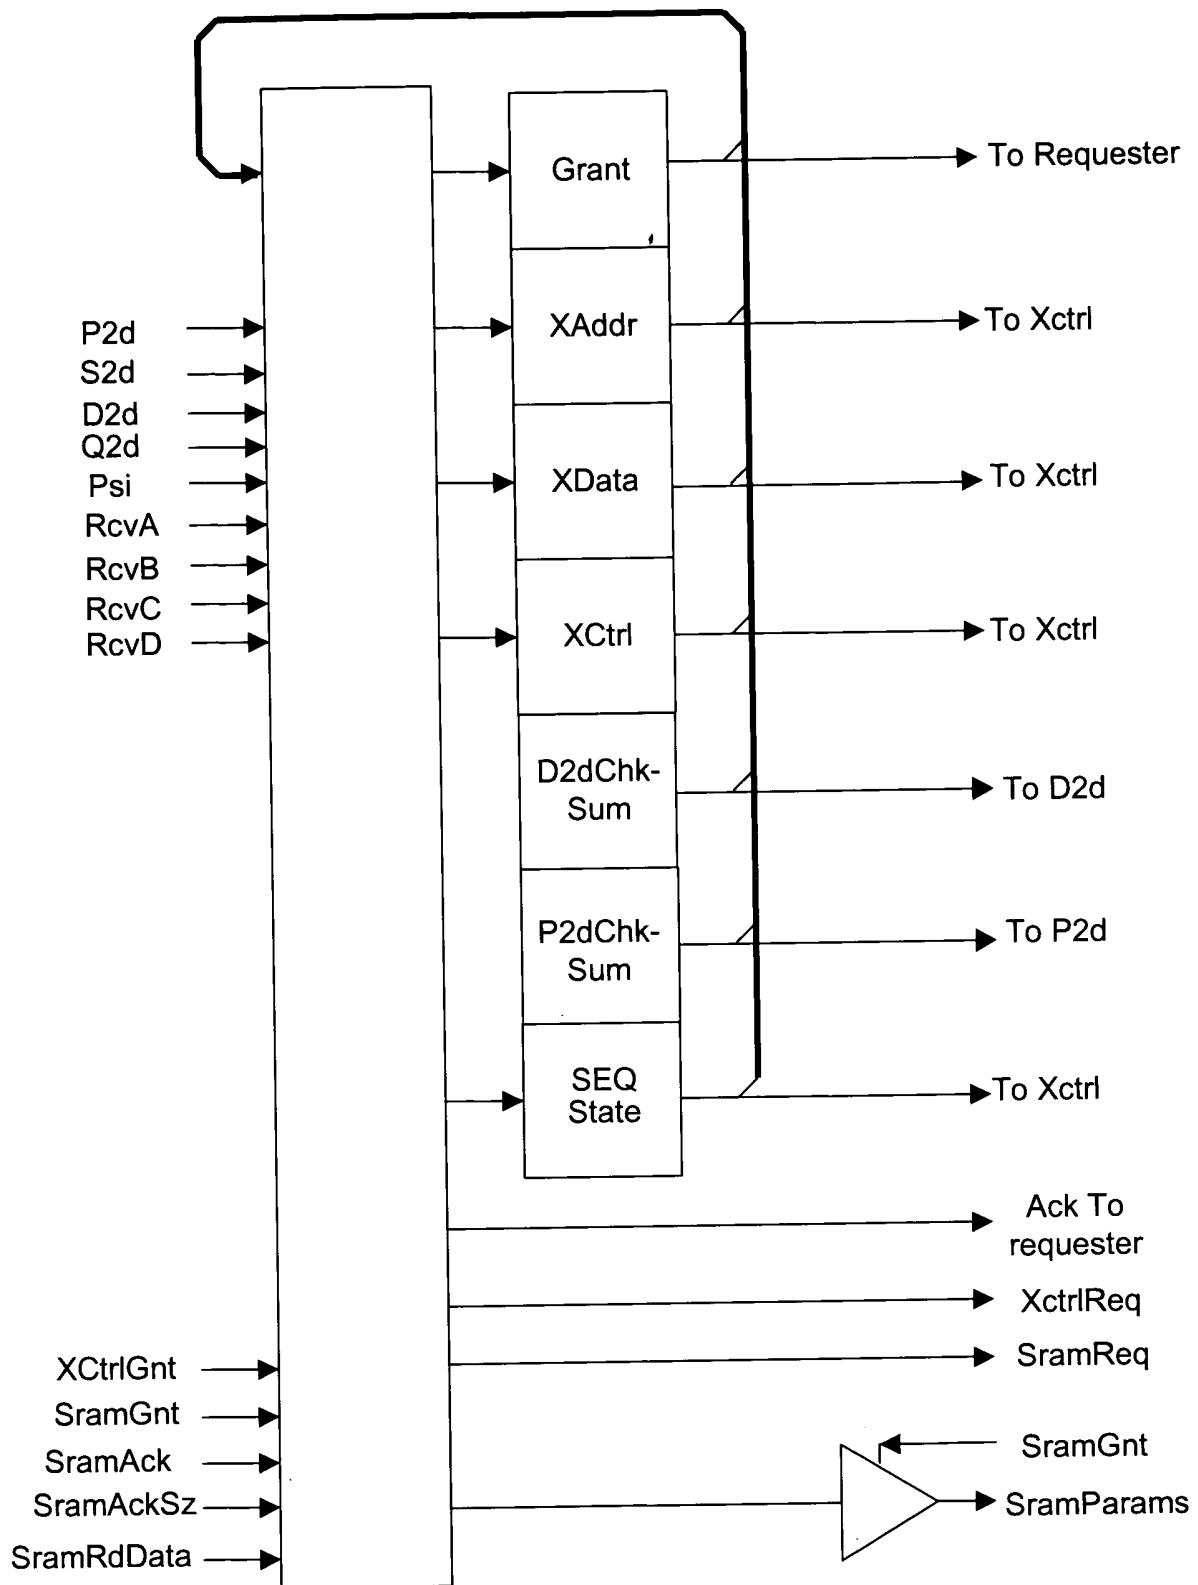 Grant
To Requester
XAddr
To Xctrl
P2d
S2d
D2d
Q2d
Psi
RcvA
RcvB
RcvC
RcvD
XData
To Xctrl
XCtrl
To Xctrl
D2dChk-
Sum
To D2d
P2dChk-
Sum
To P2d
SEQ
State
To Xctrl
Ack To
requester
XctrlReq
SramReq
XCtrlGnt
SramGnt
SramAck
SramAckSz
SramRdData
SramGnt
SramParams